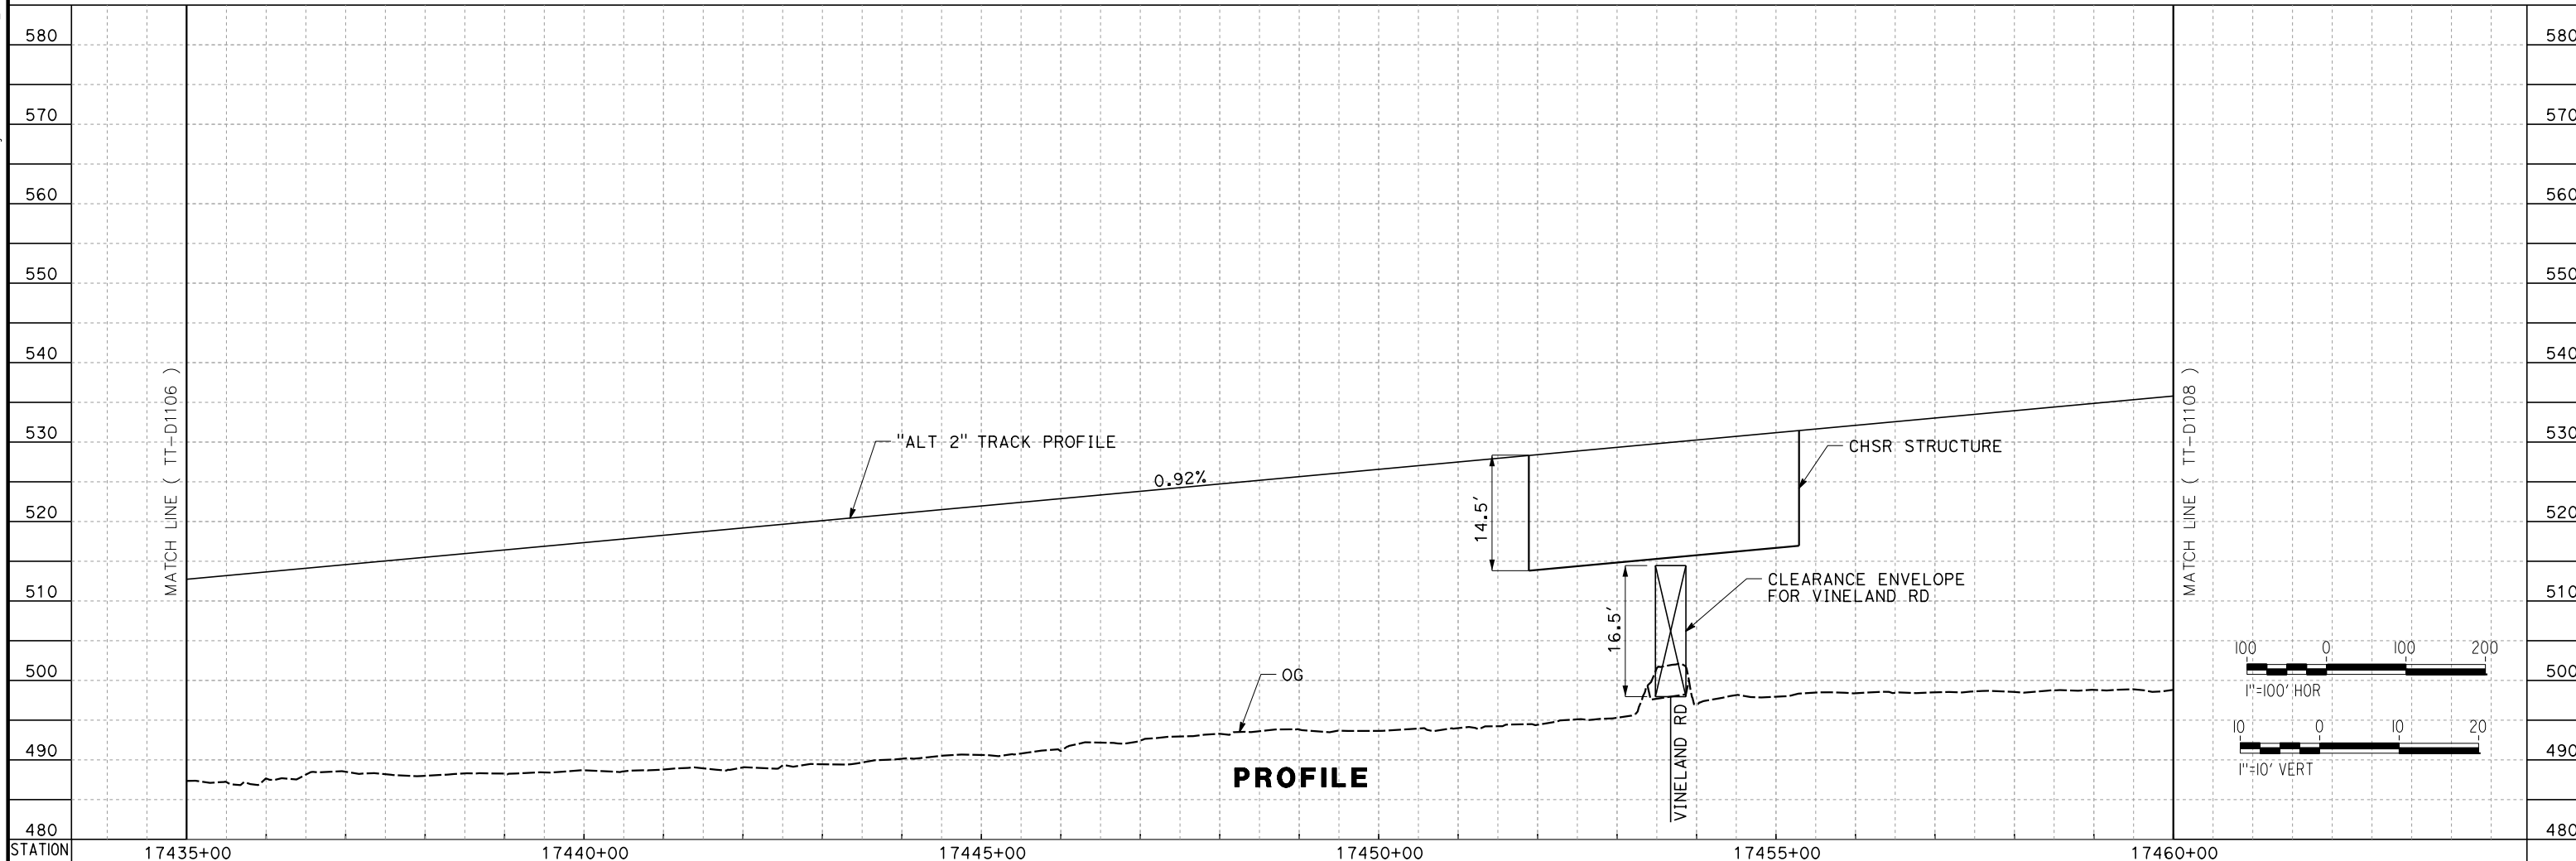 580
580
570
570
560
560
550
550
540
540
MATCH LINE ( TT-D1106 )
MATCH LINE ( TT-D1108 )
530
530
"ALT 2" TRACK PROFILE
CHSR STRUCTURE
0.92%
520
520
14.5'
CLEARANCE ENVELOPE
FOR VINELAND RD
510
510
16.5'
100 0 100 200
500
500
OG
1"=100' HOR
VINELAND RD
10 0 10 20
490
490
1"=10' VERT
PROFILE
480
480
STATION 17435+00 17440+00 17445+00 17450+00 17455+00 17460+00